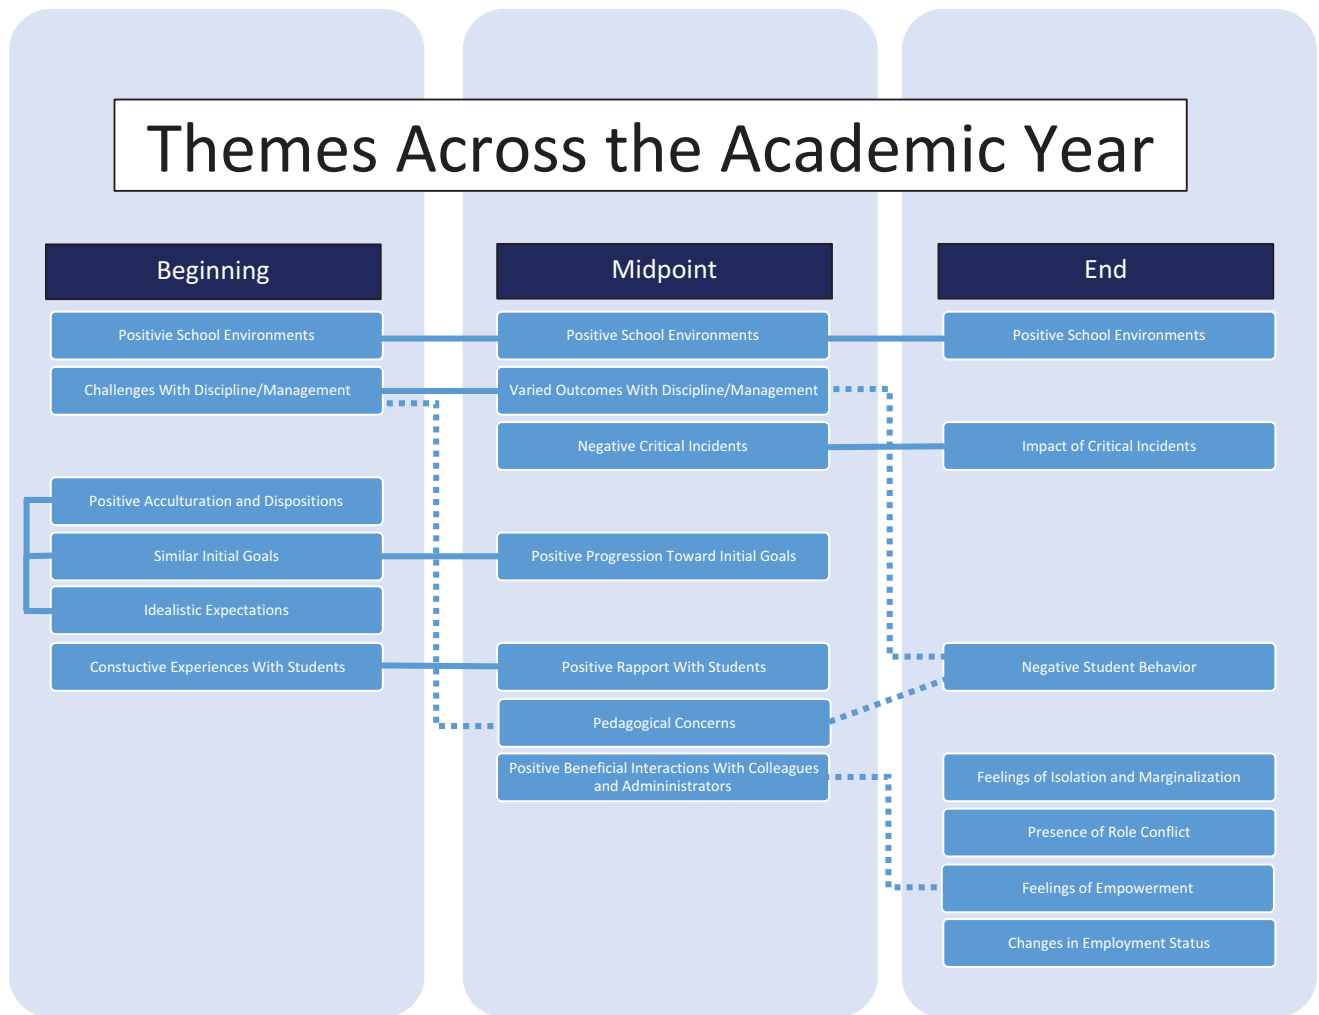 Themes Across the Academic Year
Beginning
Positivie School Environments
Challenges With Discipline/Management
Positive Acculturation and Dispositions
Similar Initial Goals
Idealistic Expectations
Constuctive Experiences With Students
Midpoint
Positive School Environments
Varied Outcomes With Discipline/Management
Negative Critical Incidents
Positive Progression Toward Initial Goals
Positive Rapport With Students
Pedagogical Concerns
Positive Beneficial Interactions With Colleagues
and Admininistrators
End
Positive School Environments
Impact of Critical Incidents
Negative Student Behavior
Feelings of Isolation and Marginalization
Presence of Role Conflict
Feelings of Empowerment
Changes in Employment Status